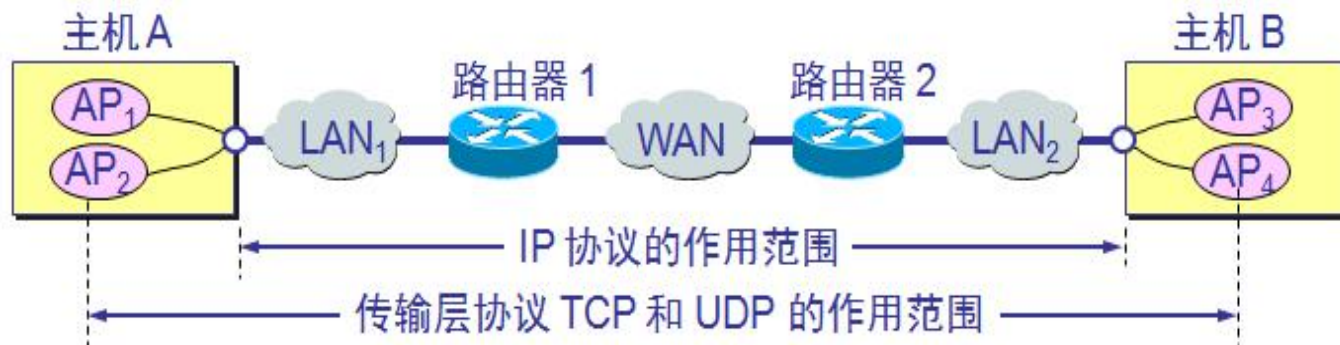 主机 A
主机 B
路由器 1
路由器 2
AP1
AP2
LAN1
WAN
LAN2
AP3
AP4
IP 协议的作用范围
传输层协议 TCP 和 UDP 的作用范围